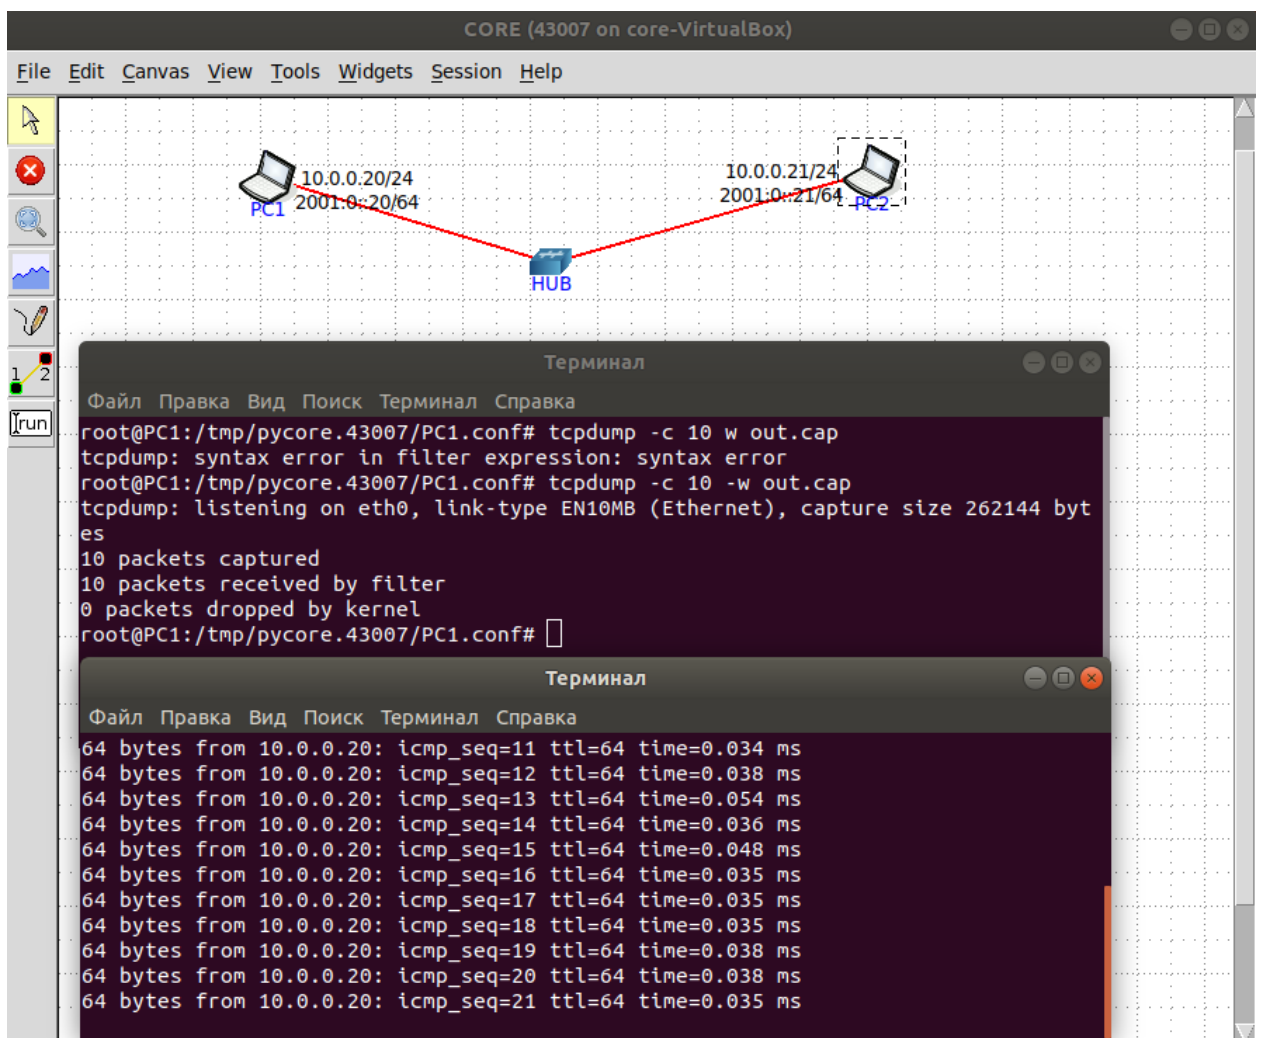 CORE (43007 on core-VirtualBox)
File Edit Canvas View Tools Widgets Session Help
10.0.0.20/24
2001:0::20/64
PC1
10.0.0.21/24
2001:0::21/64
PC2
HUB
1 2
run
Терминал
Файл Правка Вид Поиск Терминал Справка
root@PC1:/tmp/pycore.43007/PC1.conf# tcpdump -c 10 w out.cap
tcpdump: syntax error in filter expression: syntax error
root@PC1:/tmp/pycore.43007/PC1.conf# tcpdump -c 10 -w out.cap
tcpdump: listening on eth0, link-type EN10MB (Ethernet), capture size 262144 byt
es
10 packets captured
10 packets received by filter
0 packets dropped by kernel
root@PC1:/tmp/pycore.43007/PC1.conf#
Терминал
Файл Правка Вид Поиск Терминал Справка
64 bytes from 10.0.0.20: icmp_seq=11 ttl=64 time=0.034 ms
64 bytes from 10.0.0.20: icmp_seq=12 ttl=64 time=0.038 ms
64 bytes from 10.0.0.20: icmp_seq=13 ttl=64 time=0.054 ms
64 bytes from 10.0.0.20: icmp_seq=14 ttl=64 time=0.036 ms
64 bytes from 10.0.0.20: icmp_seq=15 ttl=64 time=0.048 ms
64 bytes from 10.0.0.20: icmp_seq=16 ttl=64 time=0.035 ms
64 bytes from 10.0.0.20: icmp_seq=17 ttl=64 time=0.035 ms
64 bytes from 10.0.0.20: icmp_seq=18 ttl=64 time=0.035 ms
64 bytes from 10.0.0.20: icmp_seq=19 ttl=64 time=0.038 ms
64 bytes from 10.0.0.20: icmp_seq=20 ttl=64 time=0.038 ms
64 bytes from 10.0.0.20: icmp_seq=21 ttl=64 time=0.035 ms